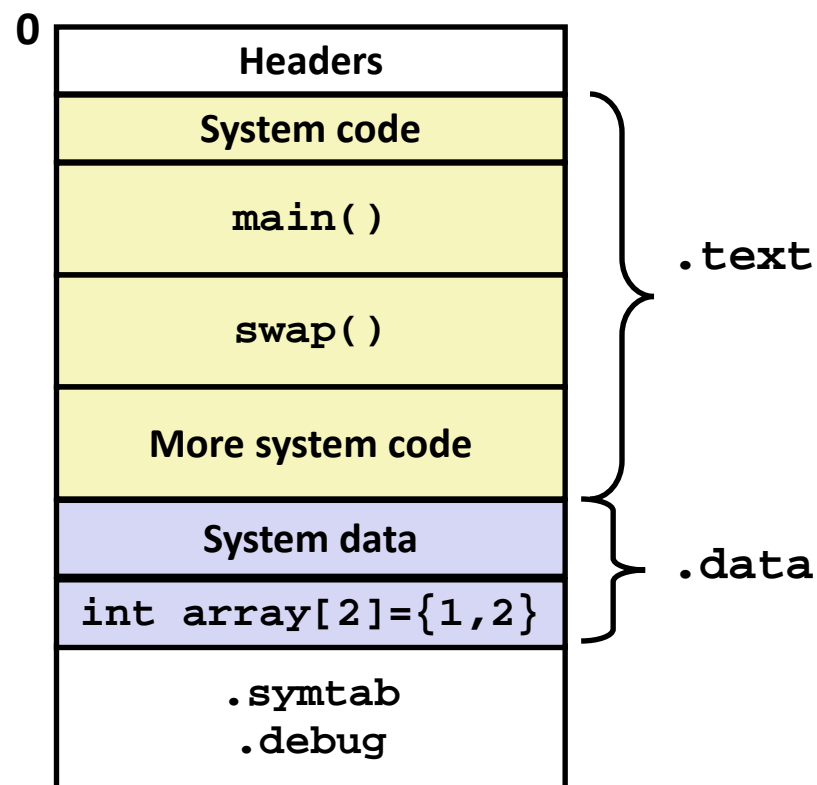 0
Headers
System code
main()
swap()
More system code
.text
System data
int array[2]={1,2}
.data
.symtab
.debug